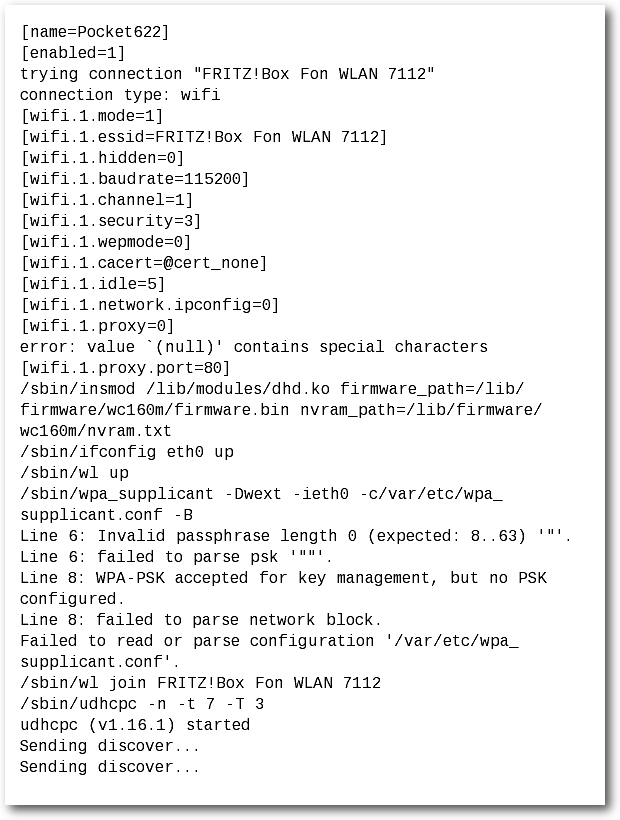 [name=Pocket622]
[enabled=1]
trying connection "FRITZ!Box Fon WLAN 7112"
connection type: wifi
[wifi.1.mode=1]
[wifi.1.essid=FRITZ!Box Fon WLAN 7112]
[wifi.1.hidden=0]
[wifi.1.baudrate=115200]
[wifi.1.channel=1]
[wifi.1.security=3]
[wifi.1.wepmode=0]
[wifi.1.cacert=@cert_none]
[wifi.1.idle=5]
[wifi.1.network.ipconfig=0]
[wifi.1.proxy=0]
error: value `(null)' contains special characters
[wifi.1.proxy.port=80]
/sbin/insmod /lib/modules/dhd.ko firmware_path=/lib/
firmware/wc160m/firmware.bin nvram_path=/lib/firmware/
wc160m/nvram.txt
/sbin/ifconfig eth0 up
/sbin/wl up
/sbin/wpa_supplicant -Dwext -ieth0 -c/var/etc/wpa_
supplicant.conf -B
Line 6: Invalid passphrase length 0 (expected: 8..63) '"'.
Line 6: failed to parse psk '""'.
Line 8: WPA-PSK accepted for key management, but no PSK
configured.
Line 8: failed to parse network block.
Failed to read or parse configuration '/var/etc/wpa_
supplicant.conf'.
/sbin/wl join FRITZ!Box Fon WLAN 7112
/sbin/udhcpc -n -t 7 -T 3
udhcpc (v1.16.1) started
Sending discover...
Sending discover...